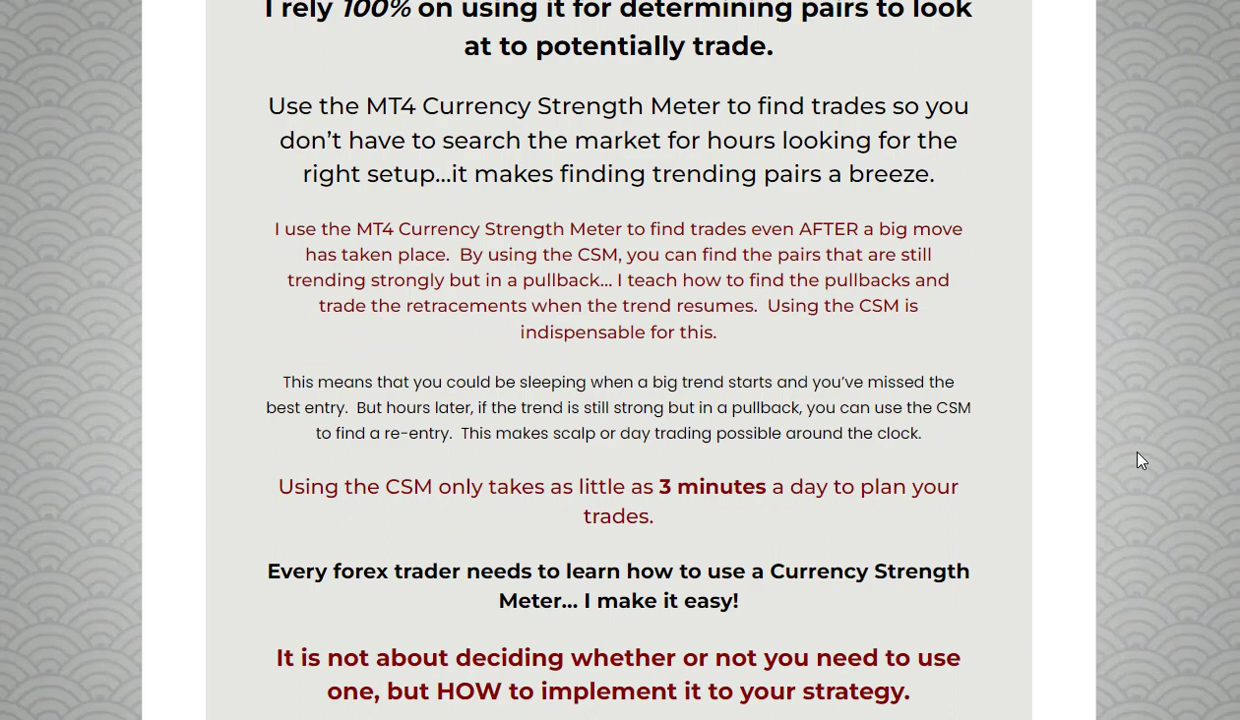 I rely 100% on using it for determining pairs to look
at to potentially trade.
Use the MT4 Currency Strength Meter to find trades so you
don’t have to search the market for hours looking for the
right setup…it makes finding trending pairs a breeze.
I use the MT4 Currency Strength Meter to find trades even AFTER a big move
has taken place.  By using the CSM, you can find the pairs that are still
trending strongly but in a pullback… I teach how to find the pullbacks and
trade the retracements when the trend resumes.  Using the CSM is
indispensable for this.
This means that you could be sleeping when a big trend starts and you’ve missed the
best entry.  But hours later, if the trend is still strong but in a pullback, you can use the CSM
to find a re-entry.  This makes scalp or day trading possible around the clock.
Using the CSM only takes as little as 3 minutes a day to plan your
trades.
Every forex trader needs to learn how to use a Currency Strength
Meter… I make it easy!
It is not about deciding whether or not you need to use
one, but HOW to implement it to your strategy.